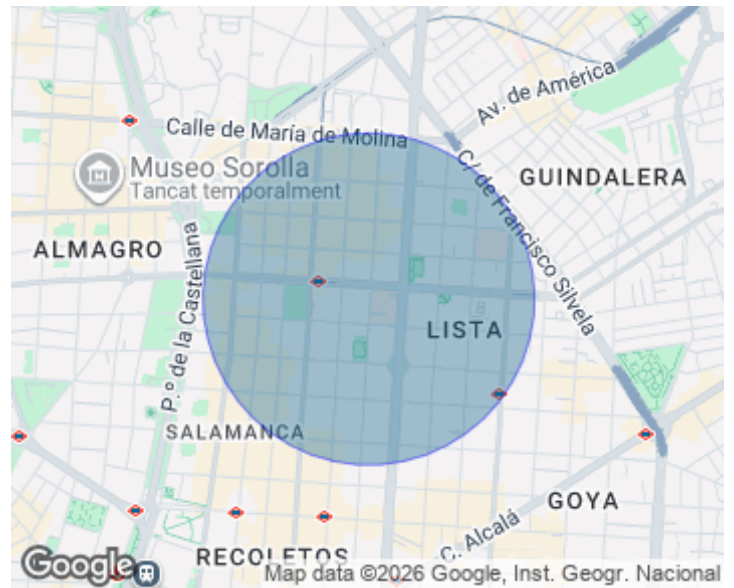 Av. de América
Calle de María de Molina
Museo Sorolla
Tancat temporalment
C/ de Francisco Silvela
GUINDALERA
ALMAGRO
P.º de la Castellana
LISTA
SALAMANCA
GOYA
C. Alcalá
RECOLETOS
Google
Map data ©2026 Google, Inst. Geogr. Nacional